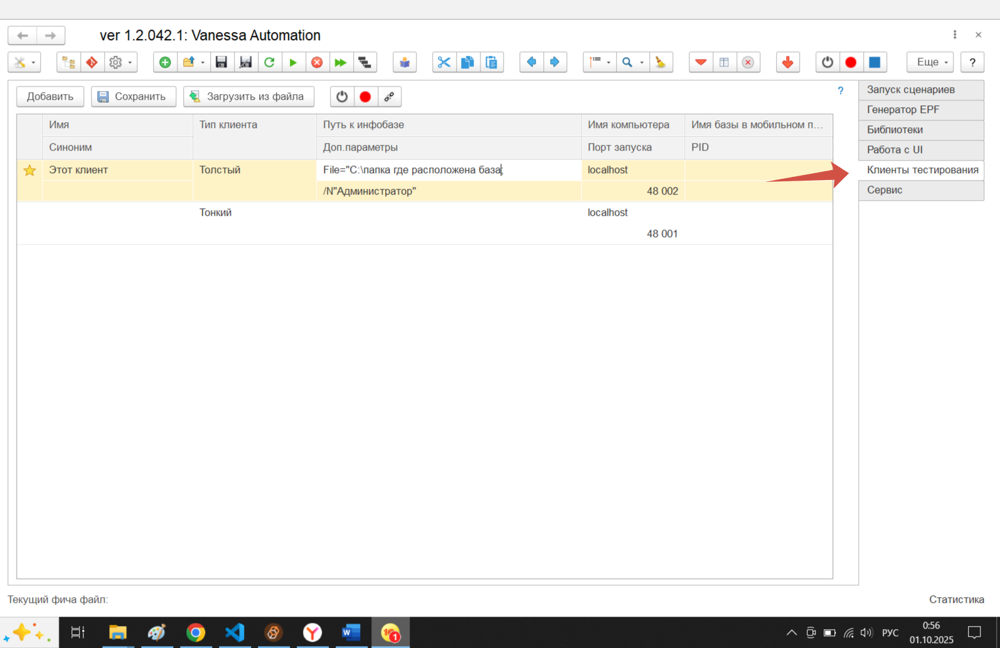 ver 1.2.042.1: Vanessa Automation
Еще
?
Добавить
Сохранить
Загрузить из файла
?
Запуск сценариев
Генератор EPF
Библиотеки
Работа с UI
Клиенты тестирования
Сервис
Имя
Тип клиента
Путь к инфобазе
Имя компьютера
Имя базы в мобильном п...
Синоним
Доп.параметры
Порт запуска
PID
Этот клиент
Толстый
File="C:\папка где расположена база;
localhost
/N"Администратор"
48 002
Тонкий
localhost
48 001
Текущий фича файл:
Статистика
W
1
РУС
0:56
01.10.2025